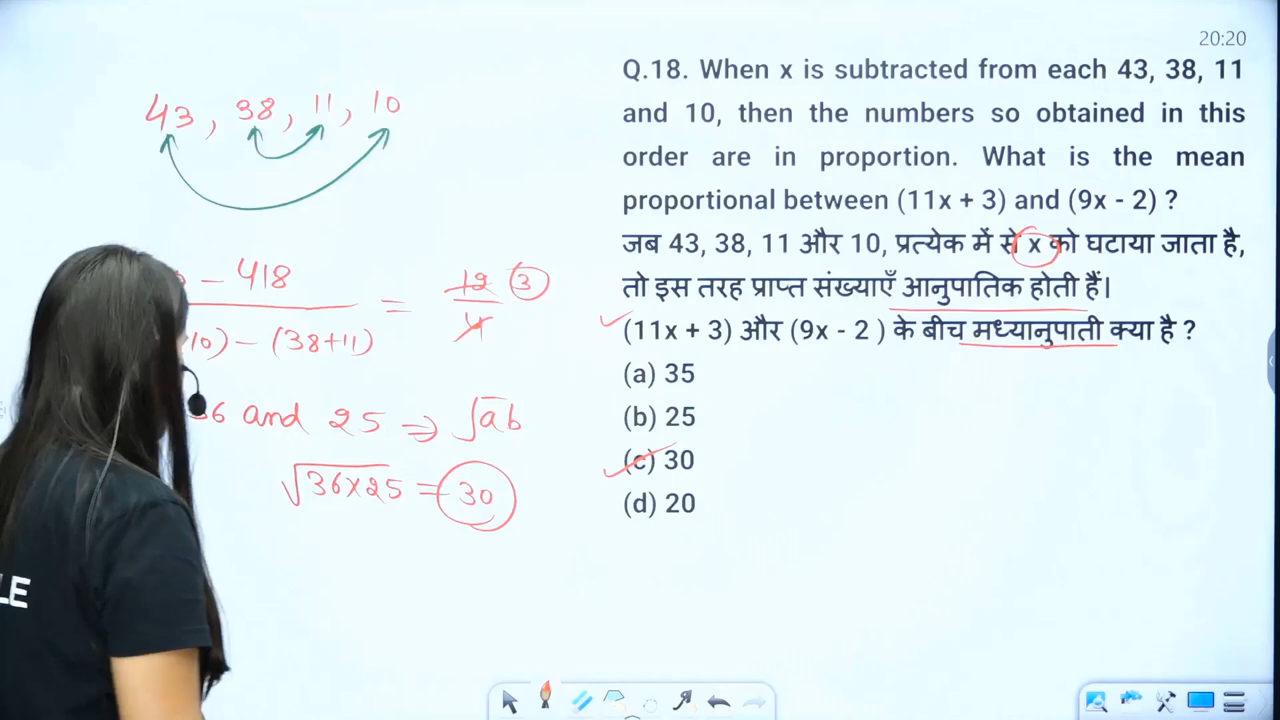 20:20
43, 38, 11, 10
Q.18. When x is subtracted from each 43, 38, 11
and 10, then the numbers so obtained in this
order are in proportion. What is the mean
proportional between (11x + 3) and (9x - 2) ?
जब 43, 38, 11 और 10, प्रत्येक में से x को घटाया जाता है,
तो इस तरह प्राप्त संख्याएँ आनुपातिक होती हैं।
(11x + 3) और (9x - 2 ) के बीच मध्यानुपाती क्या है ?
(a) 35
(b) 25
(c) 30
(d) 20
- 418
10) - (38+11)
= 12/4 3
36 and 25 ⇒ √ab
√36×25 = 30
LE